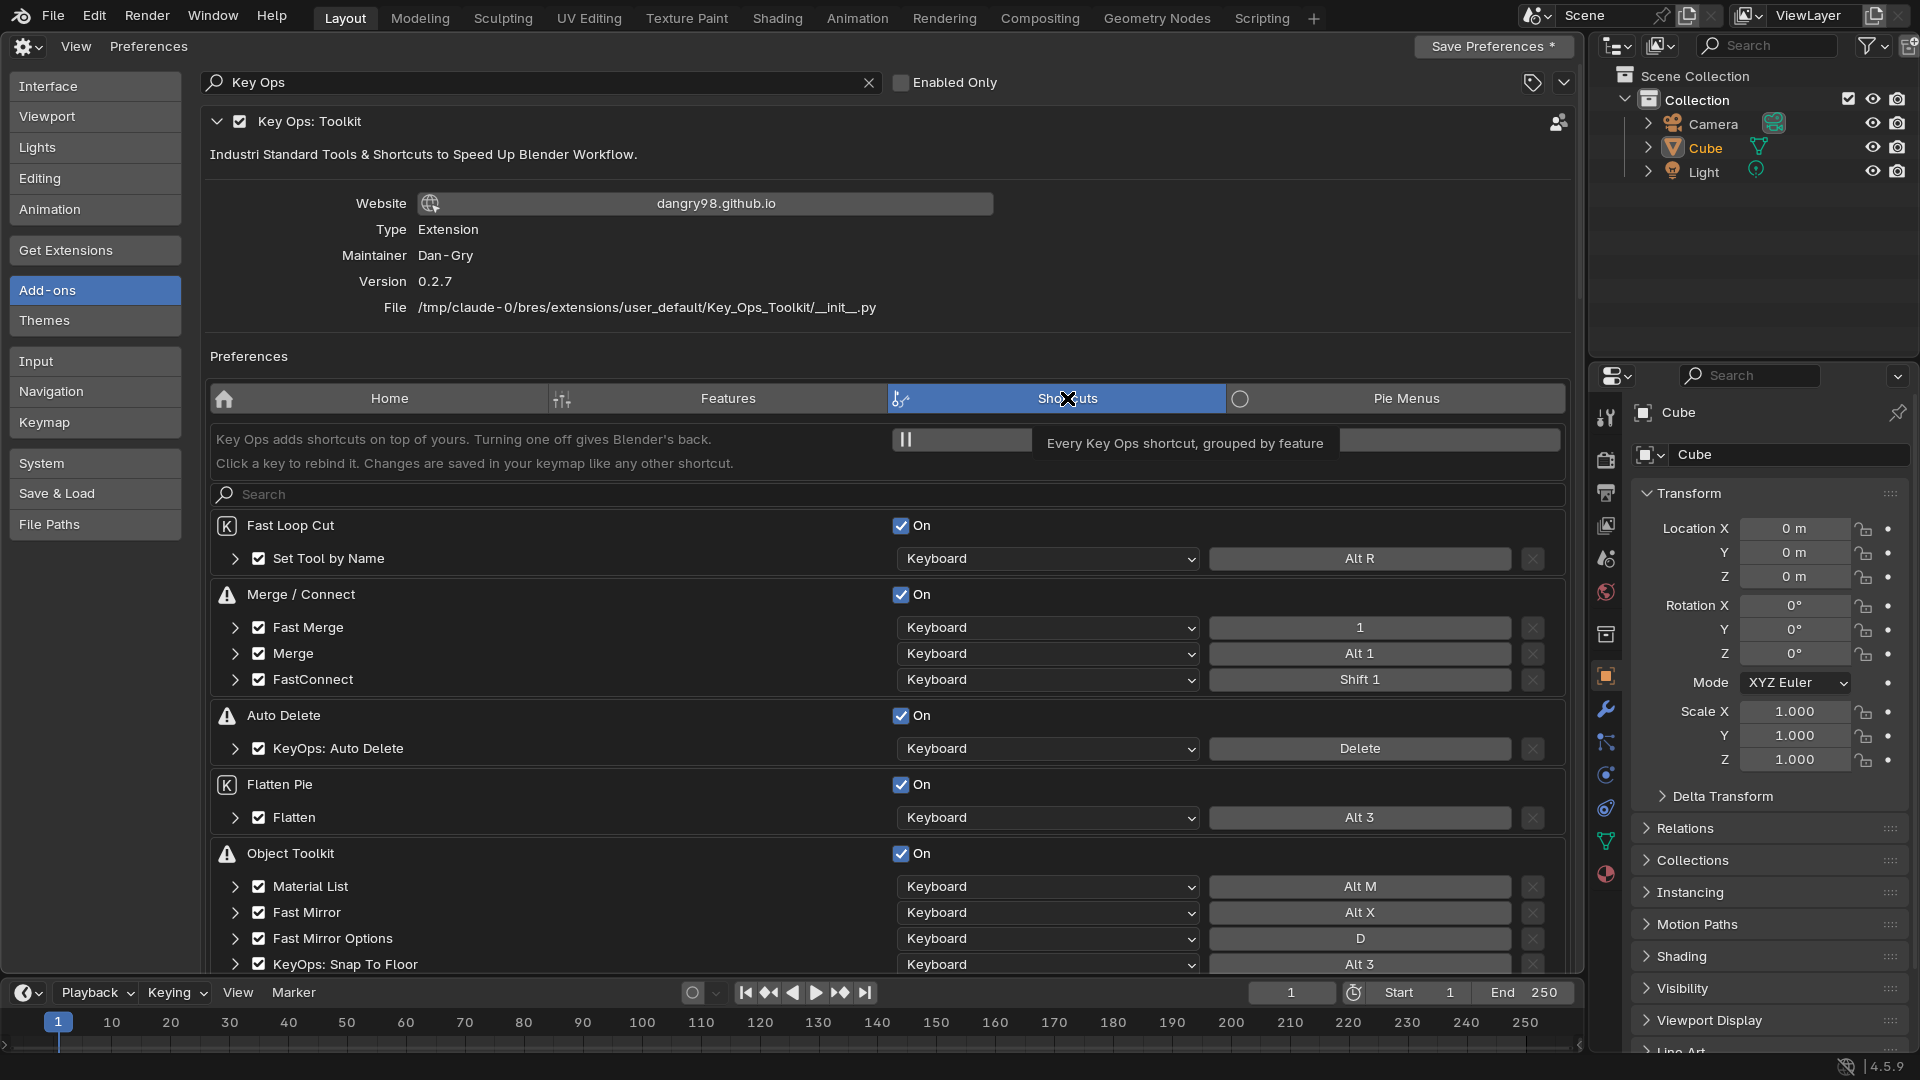 File Edit Render Window Help Layout Modeling Sculpting UV Editing Texture Paint Shading Animation Rendering Compositing Geometry Nodes Scripting Scene ViewLayer
View Preferences Save Preferences *
Interface
Viewport
Lights
Editing
Animation
Get Extensions
Add-ons
Themes
Input
Navigation
Keymap
System
Save & Load
File Paths
Key Ops Enabled Only
Key Ops: Toolkit
Industri Standard Tools & Shortcuts to Speed Up Blender Workflow.
Website dangry98.github.io
Type Extension
Maintainer Dan-Gry
Version 0.2.7
File /tmp/claude-0/bres/extensions/user_default/Key_Ops_Toolkit/__init__.py
Preferences
Home Features Shortcuts Pie Menus
Key Ops adds shortcuts on top of yours. Turning one off gives Blender's back.
Click a key to rebind it. Changes are saved in your keymap like any other shortcut.
Every Key Ops shortcut, grouped by feature
Search
Fast Loop Cut On
Set Tool by Name Keyboard Alt R
Merge / Connect On
Fast Merge Keyboard 1
Merge Keyboard Alt 1
FastConnect Keyboard Shift 1
Auto Delete On
KeyOps: Auto Delete Keyboard Delete
Flatten Pie On
Flatten Keyboard Alt 3
Object Toolkit On
Material List Keyboard Alt M
Fast Mirror Keyboard Alt X
Fast Mirror Options Keyboard D
KeyOps: Snap To Floor Keyboard Alt 3
Playback Keying View Marker 1 Start 1 End 250
1 10 20 30 40 50 60 70 80 90 100 110 120 130 140 150 160 170 180 190 200 210 220 230 240 250
Search
Scene Collection
Collection
Camera
Cube
Light
Search
Cube
Cube
Transform
Location X 0 m
Y 0 m
Z 0 m
Rotation X 0°
Y 0°
Z 0°
Mode XYZ Euler
Scale X 1.000
Y 1.000
Z 1.000
Delta Transform
Relations
Collections
Instancing
Motion Paths
Shading
Visibility
Viewport Display
Line Art
4.5.9